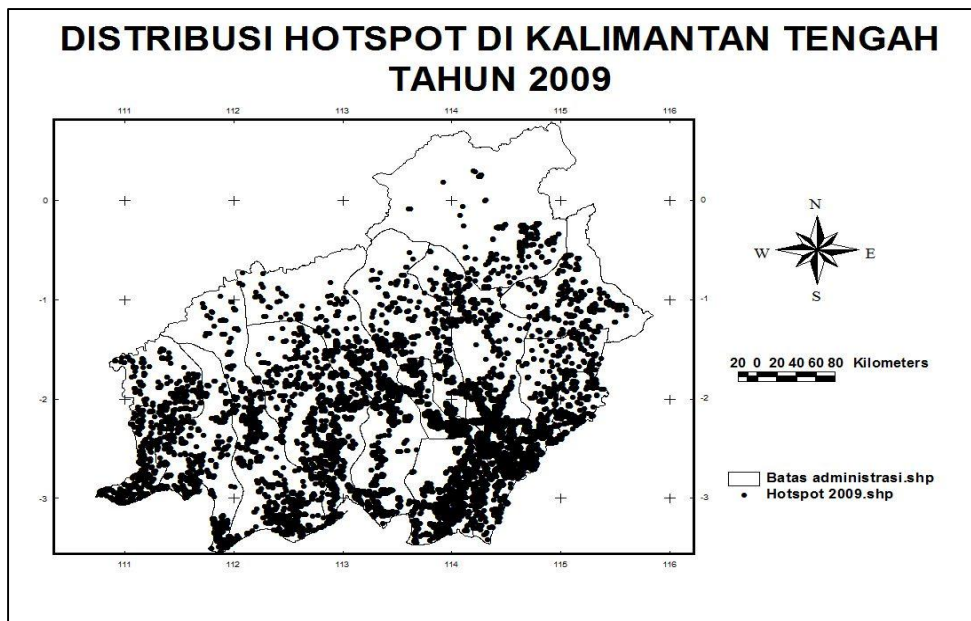 DISTRIBUSI HOTSPOT DI KALIMANTAN TENGAH
TAHUN 2009
111 112 113 114 115 116
0 0
-1 -1
-2 -2
-3 -3
111 112 113 114 115 116
N
W E
S
20 0 20 40 60 80 Kilometers
Batas administrasi.shp
Hotspot 2009.shp